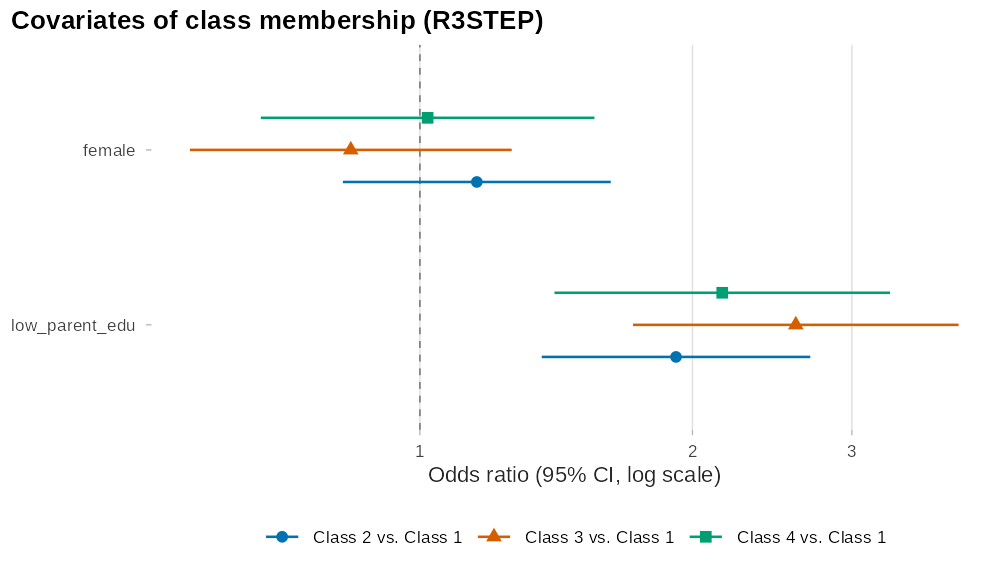 Covariates of class membership (R3STEP)
female
low_parent_edu
1 2 3
Odds ratio (95% CI, log scale)
Class 2 vs. Class 1 Class 3 vs. Class 1 Class 4 vs. Class 1